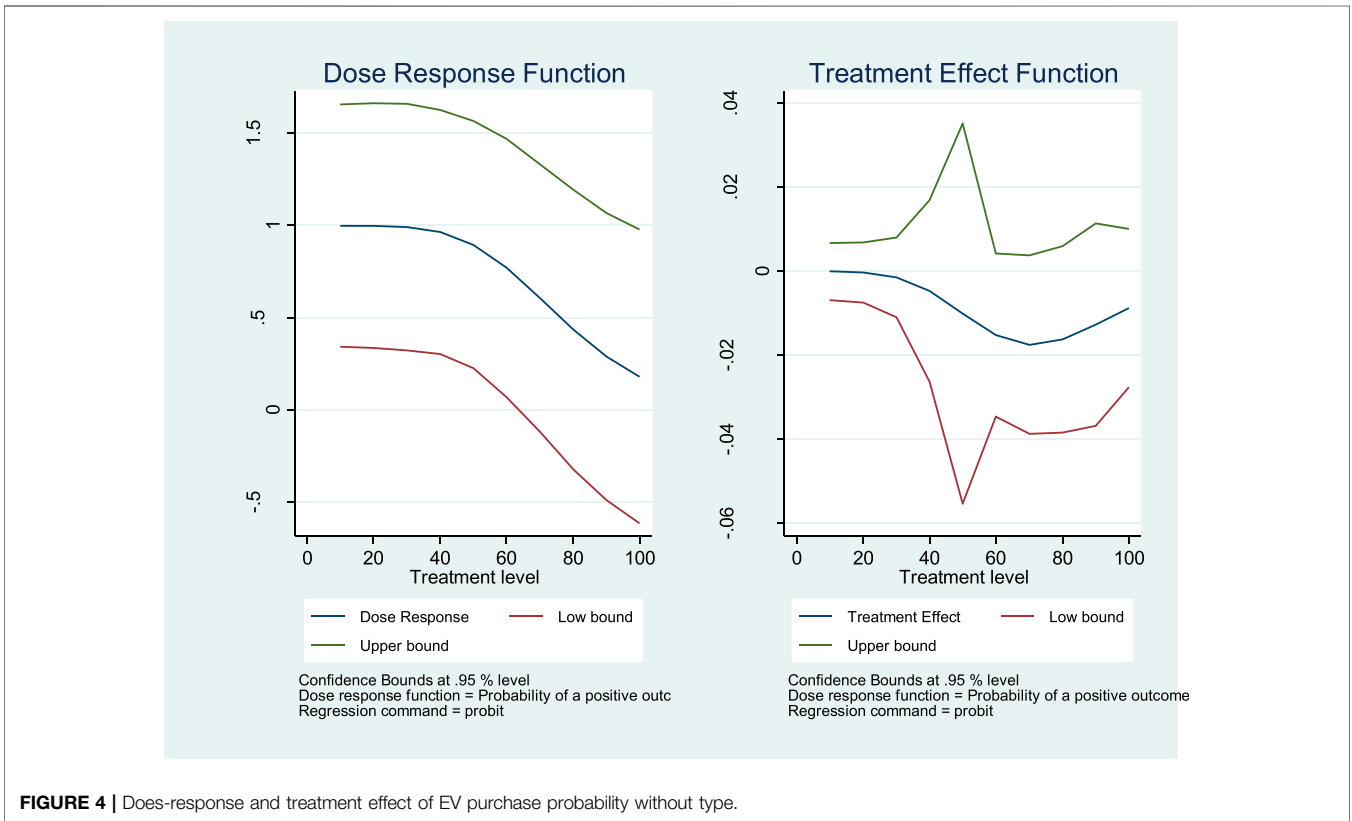 Dose Response Function
1.5
1
.5
0
-.5
0 20 40 60 80 100
Treatment level
Dose Response Low bound
Upper bound
Confidence Bounds at .95 % level
Dose response function = Probability of a positive outc
Regression command = probit
Treatment Effect Function
.04
.02
0
-.02
-.04
-.06
0 20 40 60 80 100
Treatment level
Treatment Effect Low bound
Upper bound
Confidence Bounds at .95 % level
Dose response function = Probability of a positive outcome
Regression command = probit
FIGURE 4 | Does-response and treatment effect of EV purchase probability without type.